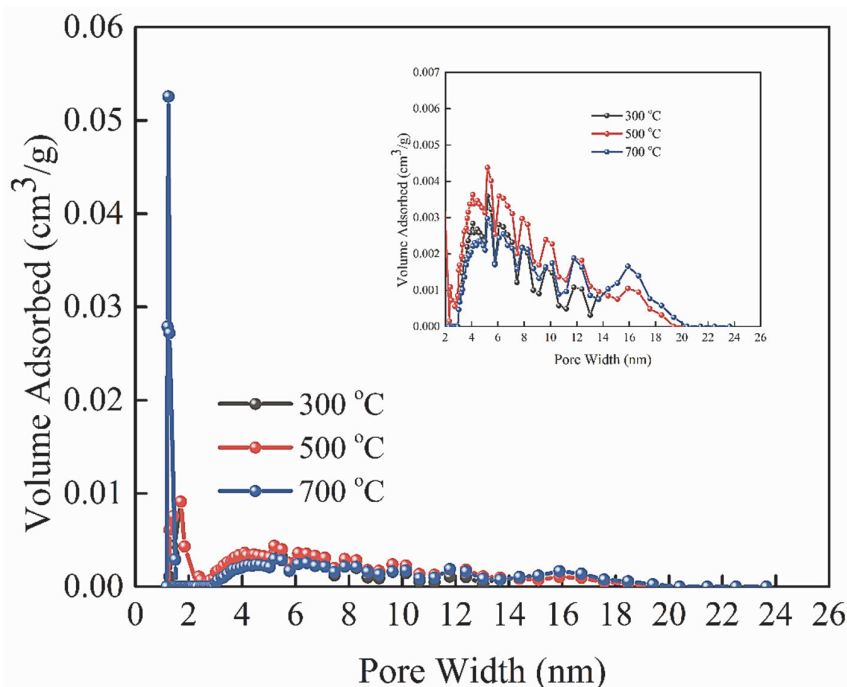 0.06
0.05
0.04
0.03
0.02
0.01
0.00
Volume Adsorbed (cm³/g)
0 2 4 6 8 10 12 14 16 18 20 22 24 26
Pore Width (nm)
300 °C
500 °C
700 °C
0.007
0.006
0.005
0.004
0.003
0.002
0.001
0.000
Volume Adsorbed (cm³/g)
2 4 6 8 10 12 14 16 18 20 22 24 26
Pore Width (nm)
300 °C
500 °C
700 °C